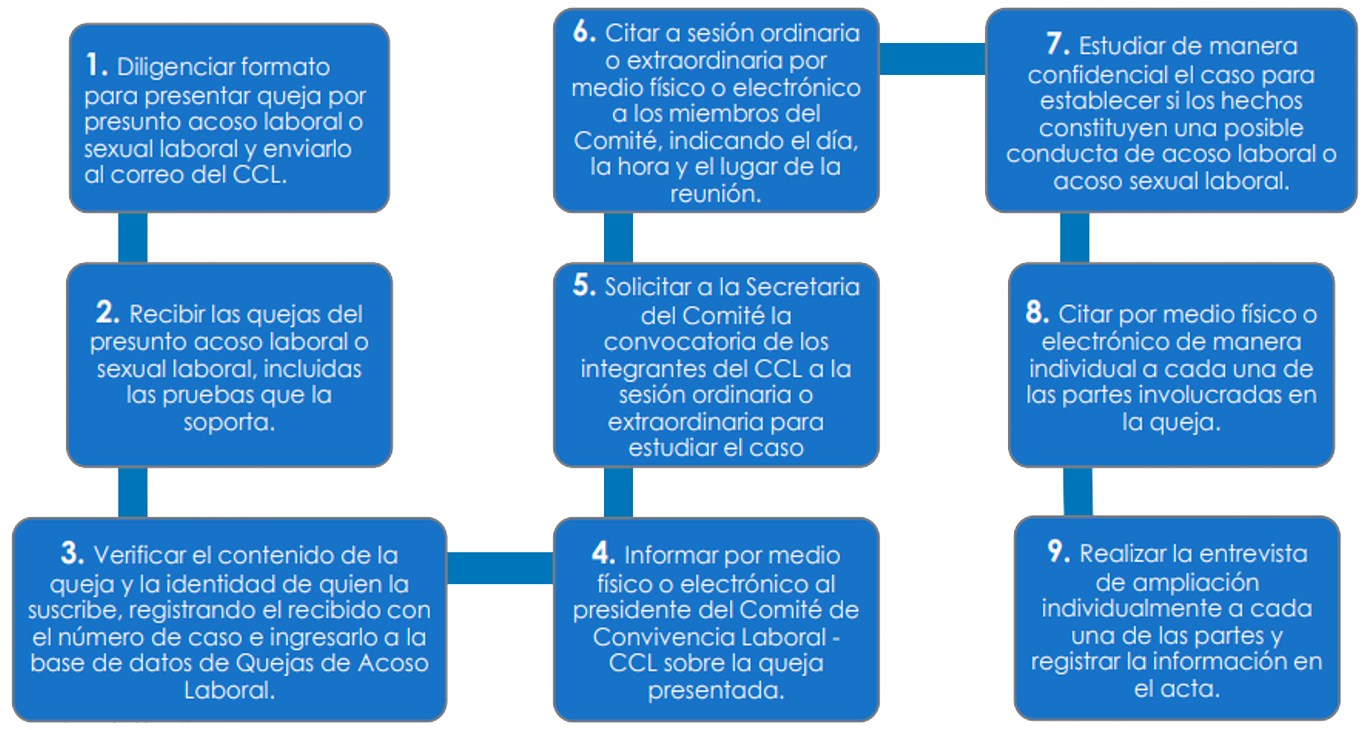 1. Diligenciar formato
para presentar queja por
presunto acoso laboral o
sexual laboral y enviarlo
al correo del CCL.
2. Recibir las quejas del
presunto acoso laboral o
sexual laboral, incluidas
las pruebas que la
soporta.
3. Verificar el contenido de la
queja y la identidad de quien la
suscribe, registrando el recibido con
el número de caso e ingresarlo a la
base de datos de Quejas de Acoso
Laboral.
4. Informar por medio
físico o electrónico al
presidente del Comité de
Convivencia Laboral -
CCL sobre la queja
presentada.
5. Solicitar a la Secretaria
del Comité la
convocatoria de los
integrantes del CCL a la
sesión ordinaria o
extraordinaria para
estudiar el caso
6. Citar a sesión ordinaria
o extraordinaria por
medio físico o electrónico
a los miembros del
Comité, indicando el día,
la hora y el lugar de la
reunión.
7. Estudiar de manera
confidencial el caso para
establecer si los hechos
constituyen una posible
conducta de acoso laboral o
acoso sexual laboral.
8. Citar por medio físico o
electrónico de manera
individual a cada una de
las partes involucradas en
la queja.
9. Realizar la entrevista
de ampliación
individualmente a cada
una de las partes y
registrar la información en
el acta.